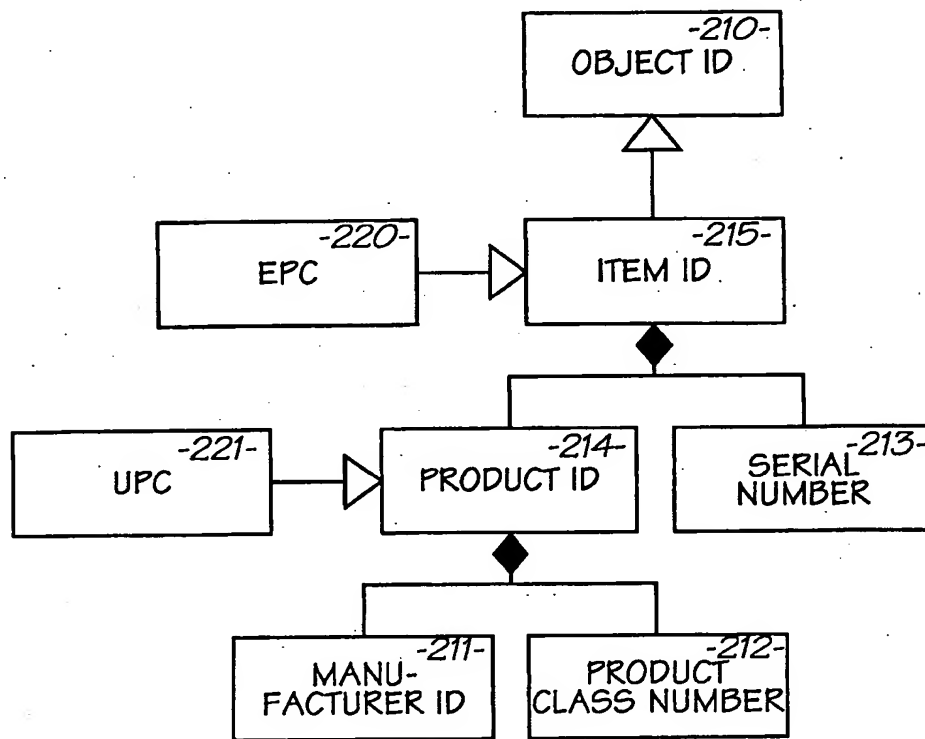 -210-
OBJECT ID
-220-
EPC
-215-
ITEM ID
-221-
UPC
-214-
PRODUCT ID
-213-
SERIAL
NUMBER
-211-
MANU-
FACTURER ID
-212-
PRODUCT
CLASS NUMBER